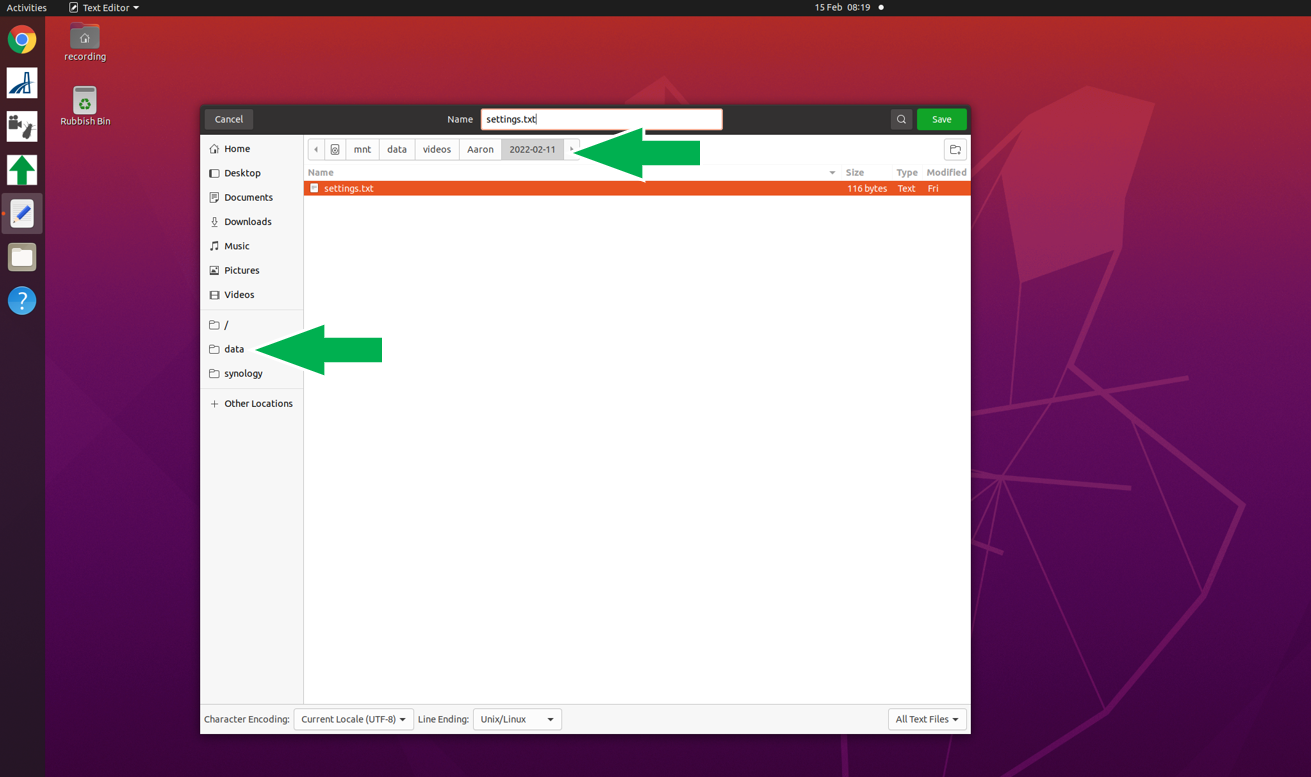 Activities Text Editor 15 Feb 08:19
recording
Rubbish Bin
Cancel Name settings.txt Save
mnt data videos Aaron 2022-02-11
Name Size Type Modified
settings.txt 116 bytes Text Fri
Home
Desktop
Documents
Downloads
Music
Pictures
Videos
/
data
synology
+ Other Locations
Character Encoding: Current Locale (UTF-8) Line Ending: Unix/Linux All Text Files